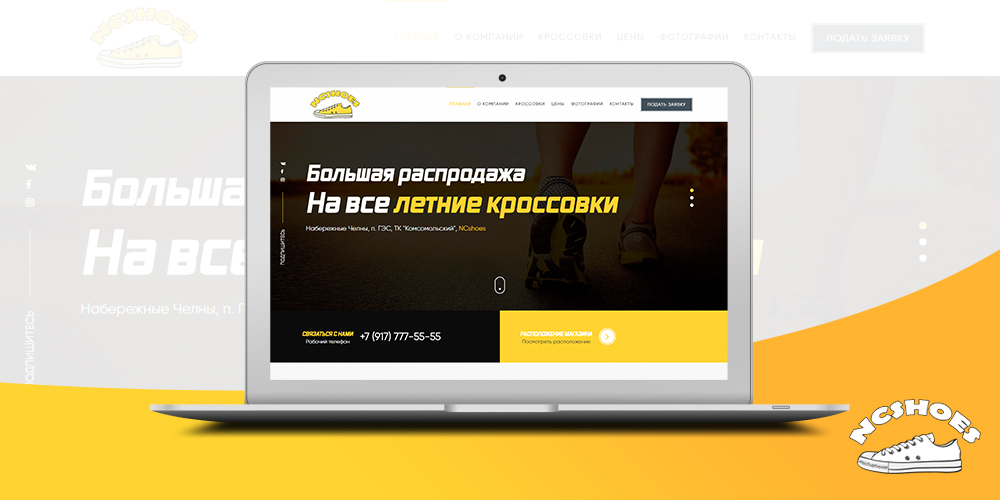 NCSHOES
ГЛАВНАЯ О КОМПАНИИ КРОССОВКИ ЦЕНЫ ФОТОГРАФИИ КОНТАКТЫ ПОДАТЬ ЗАЯВКУ
NCSHOES
ГЛАВНАЯ О КОМПАНИИ КРОССОВКИ ЦЕНЫ ФОТОГРАФИИ КОНТАКТЫ ПОДАТЬ ЗАЯВКУ
Большая распродажа
На все летние кроссовки
Набережные Челны, п. ГЭС, ТК "Комсомольский", NCshoes
ПОДПИШИТЕСЬ
СВЯЗАТЬСЯ С НАМИ
Рабочий телефон
+7 (917) 777-55-55
РАСПОЛОЖЕНИЕ МАГАЗИНА
Посмотреть расположение
Больша
На все
Набережные Челны, п. Г
ПОДПИШИТЕСЬ
NCSHOES